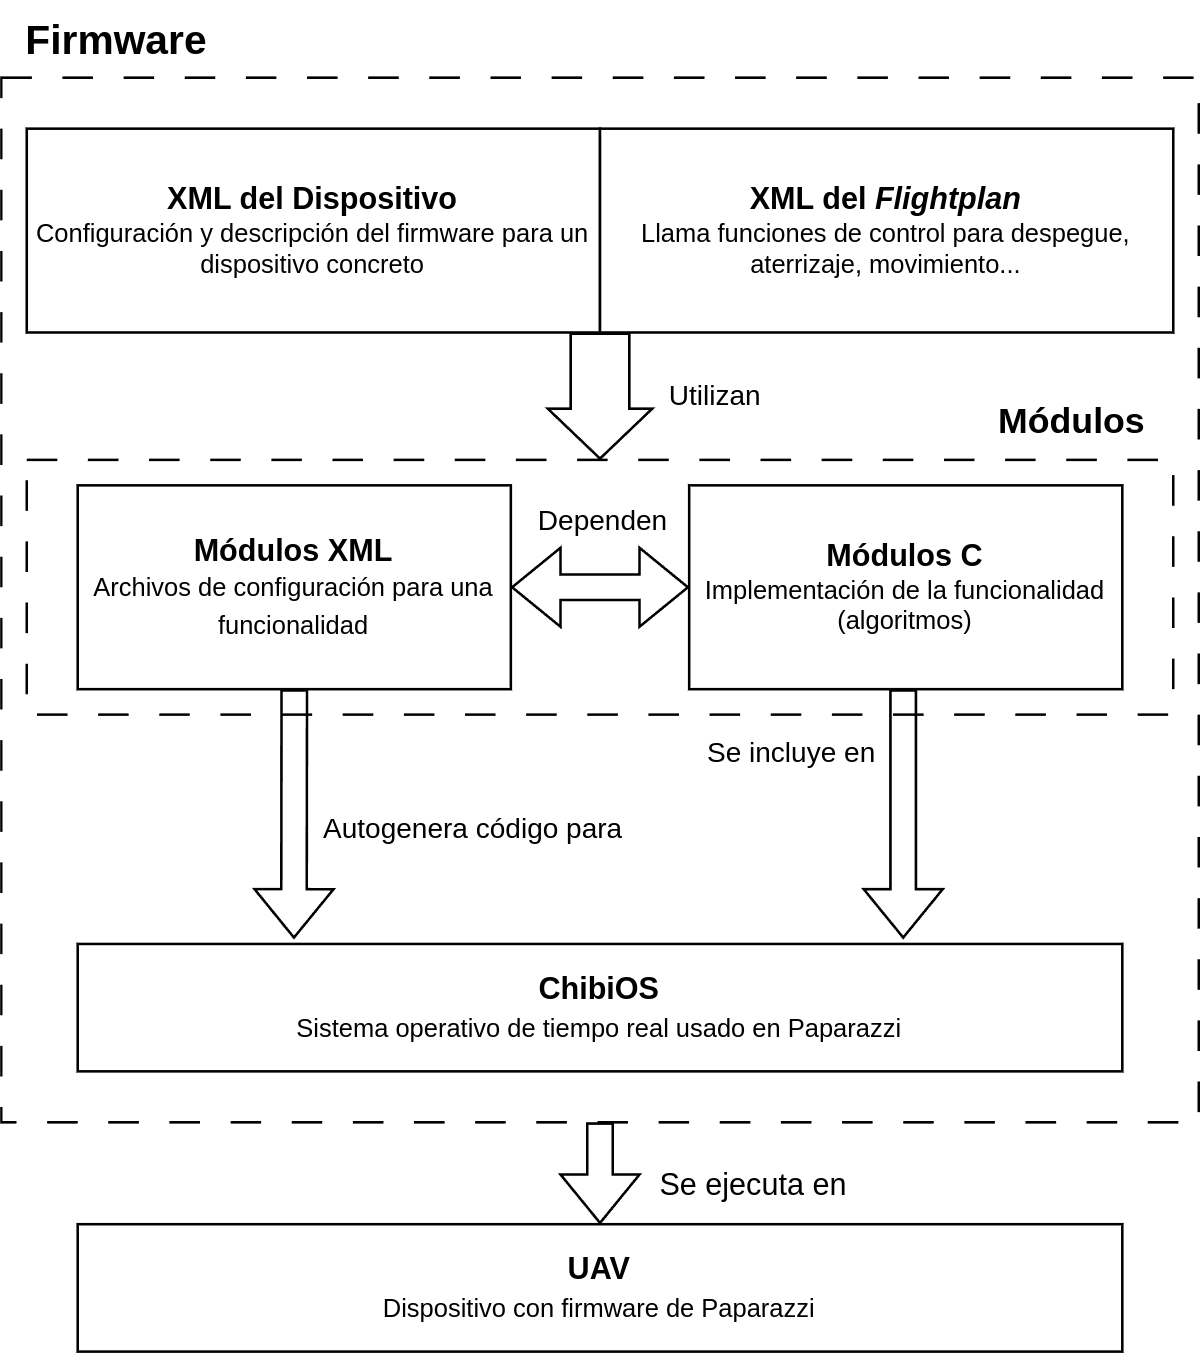 Firmware
XML del Dispositivo
Configuración y descripción del firmware para un
dispositivo concreto
XML del Flightplan
Llama funciones de control para despegue,
aterrizaje, movimiento...
Utilizan
Módulos
Módulos XML
Archivos de configuración para una
funcionalidad
Dependen
Módulos C
Implementación de la funcionalidad
(algoritmos)
Se incluye en
Autogenera código para
ChibiOS
Sistema operativo de tiempo real usado en Paparazzi
Se ejecuta en
UAV
Dispositivo con firmware de Paparazzi